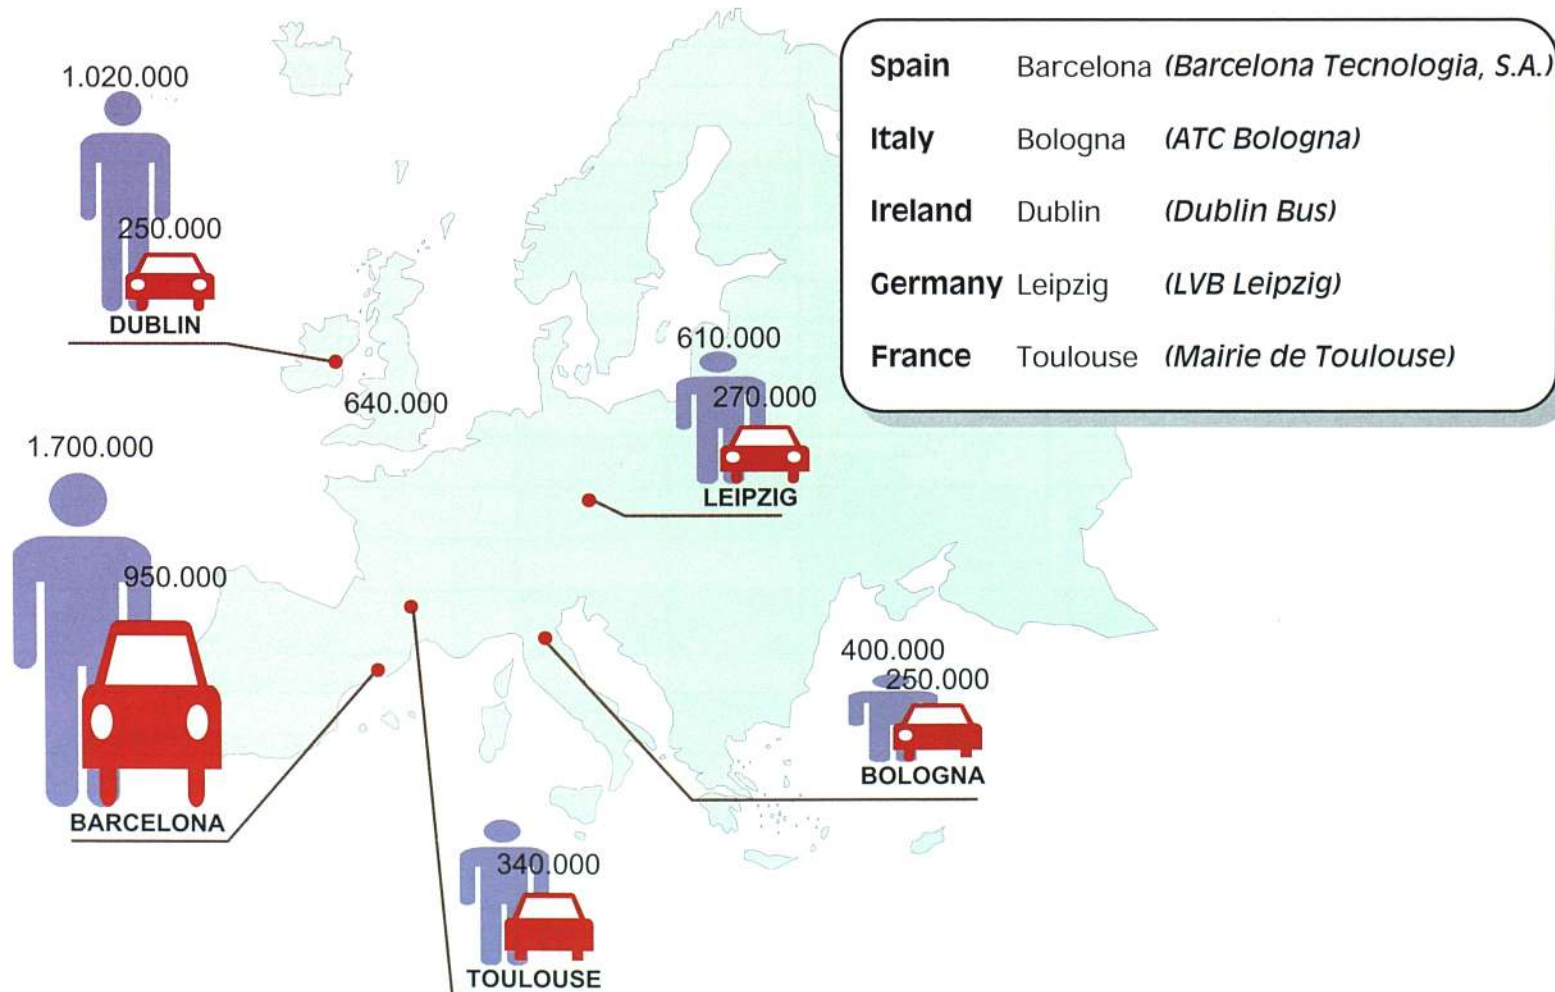 1.020.000
250.000
DUBLIN
640.000
610.000
270.000
LEIPZIG
1.700.000
950.000
BARCELONA
400.000
250.000
BOLOGNA
340.000
TOULOUSE
Spain Barcelona (Barcelona Tecnologia, S.A.)
Italy Bologna (ATC Bologna)
Ireland Dublin (Dublin Bus)
Germany Leipzig (LVB Leipzig)
France Toulouse (Mairie de Toulouse)